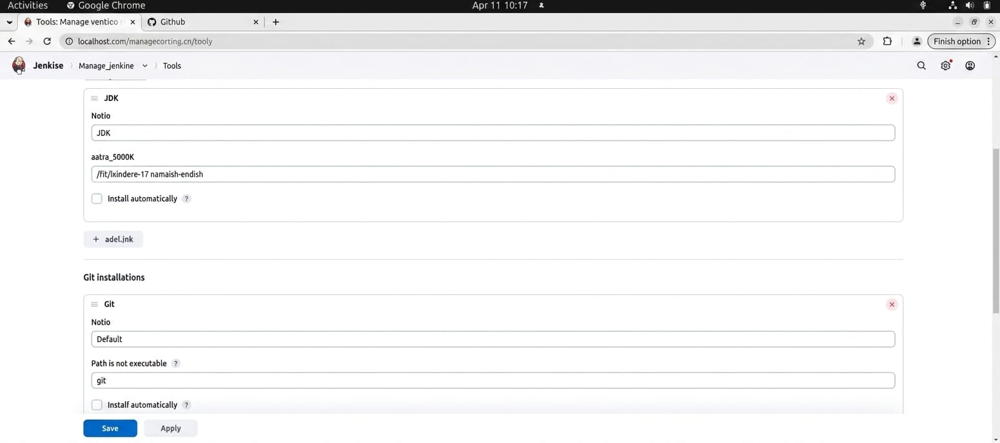 Activities Google Chrome Apr 11 10:17
Tools: Manage ventico Github
localhost.com/managecorting.cn/tooly Finish option
Jenkise Manage_jenkine Tools
JDK
Notio
JDK
aatra_5000K
/fit/lkindere-17 namaish-endish
Install automatically ?
+ adel.jnk
Git installations
Git
Notio
Default
Path is not executable ?
git
Instalf automatically ?
Save Apply